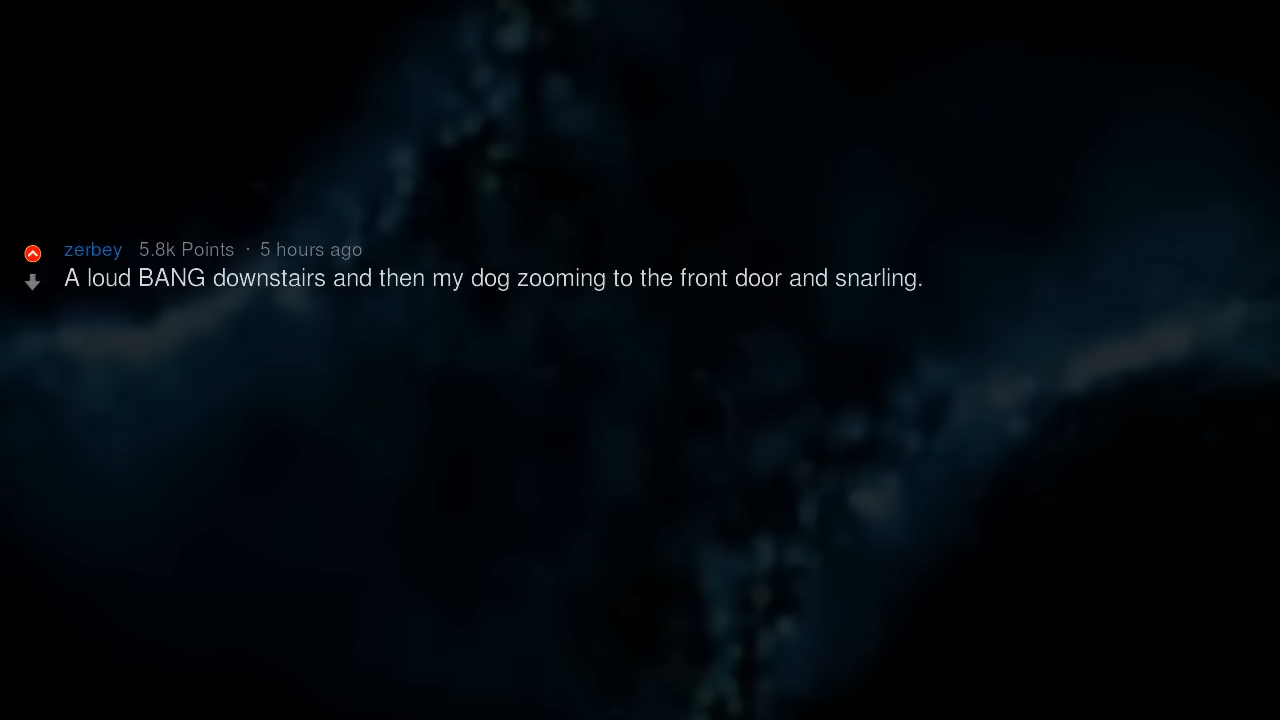 zerbey 5.8k Points · 5 hours ago
A loud BANG downstairs and then my dog zooming to the front door and snarling.